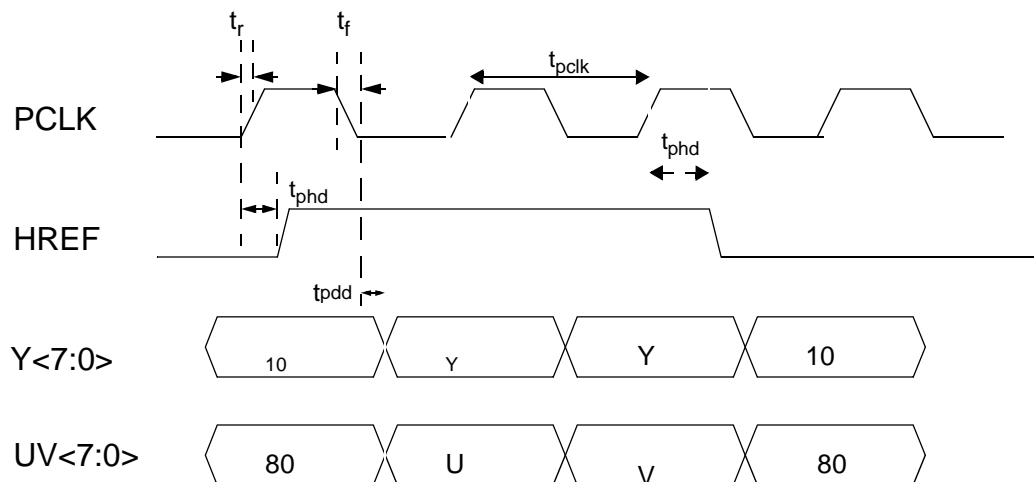 tr
tf
tpclk
PCLK
tphd
tphd
HREF
tpdd
Y<7:0>
10
Y
Y
10
UV<7:0>
80
U
V
80